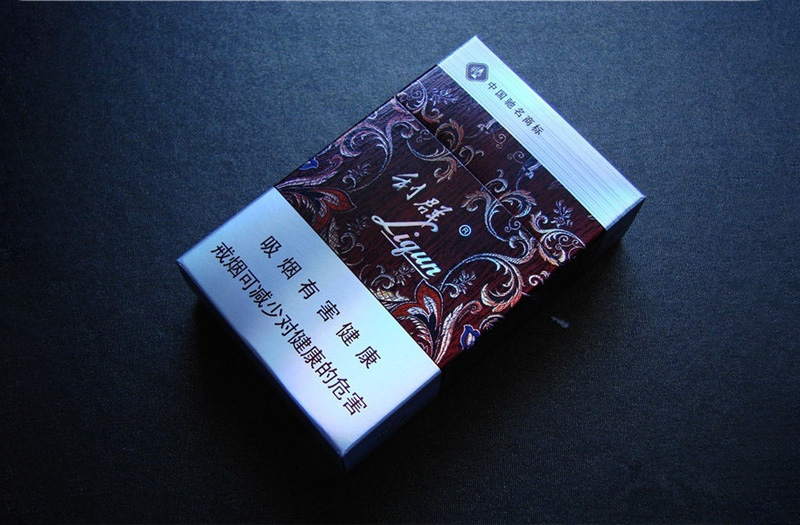 中国驰名商标
利群
Liqun®
吸烟有害健康
戒烟可减少对健康的危害